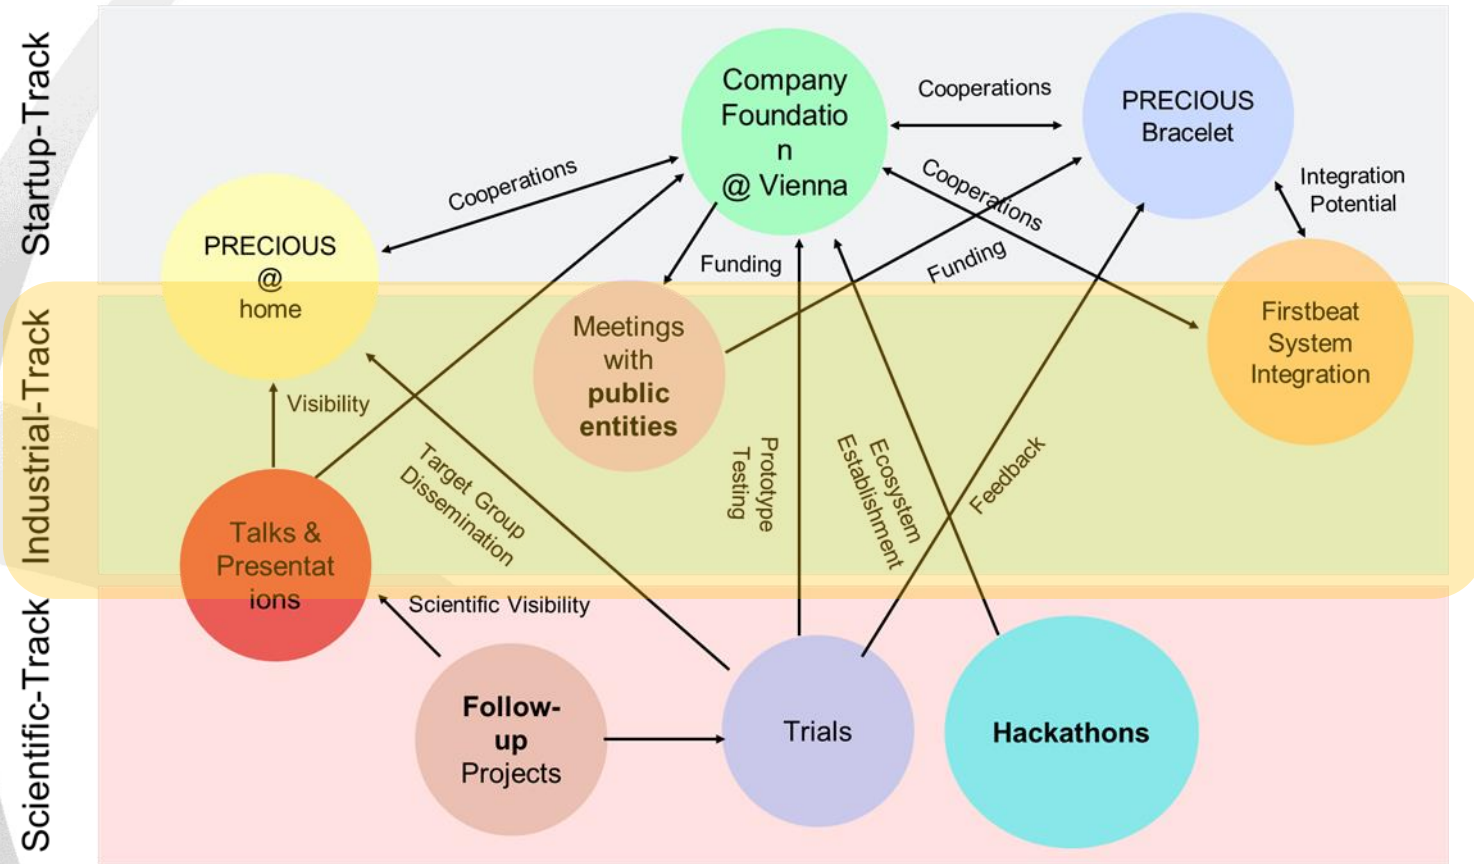 Startup-Track
Industrial-Track
Scientific-Track
Company
Foundatio
n
@ Vienna
Cooperations
PRECIOUS
Bracelet
Cooperations
Cooperations
Integration
Potential
PRECIOUS
@
home
Funding
Funding
Meetings
with
public
entities
Firstbeat
System
Integration
Visibility
Target Group
Dissemination
Prototype
Testing
Ecosystem
Establishment
Feedback
Talks &
Presentat
ions
Scientific Visibility
Follow-
up
Projects
Trials
Hackathons